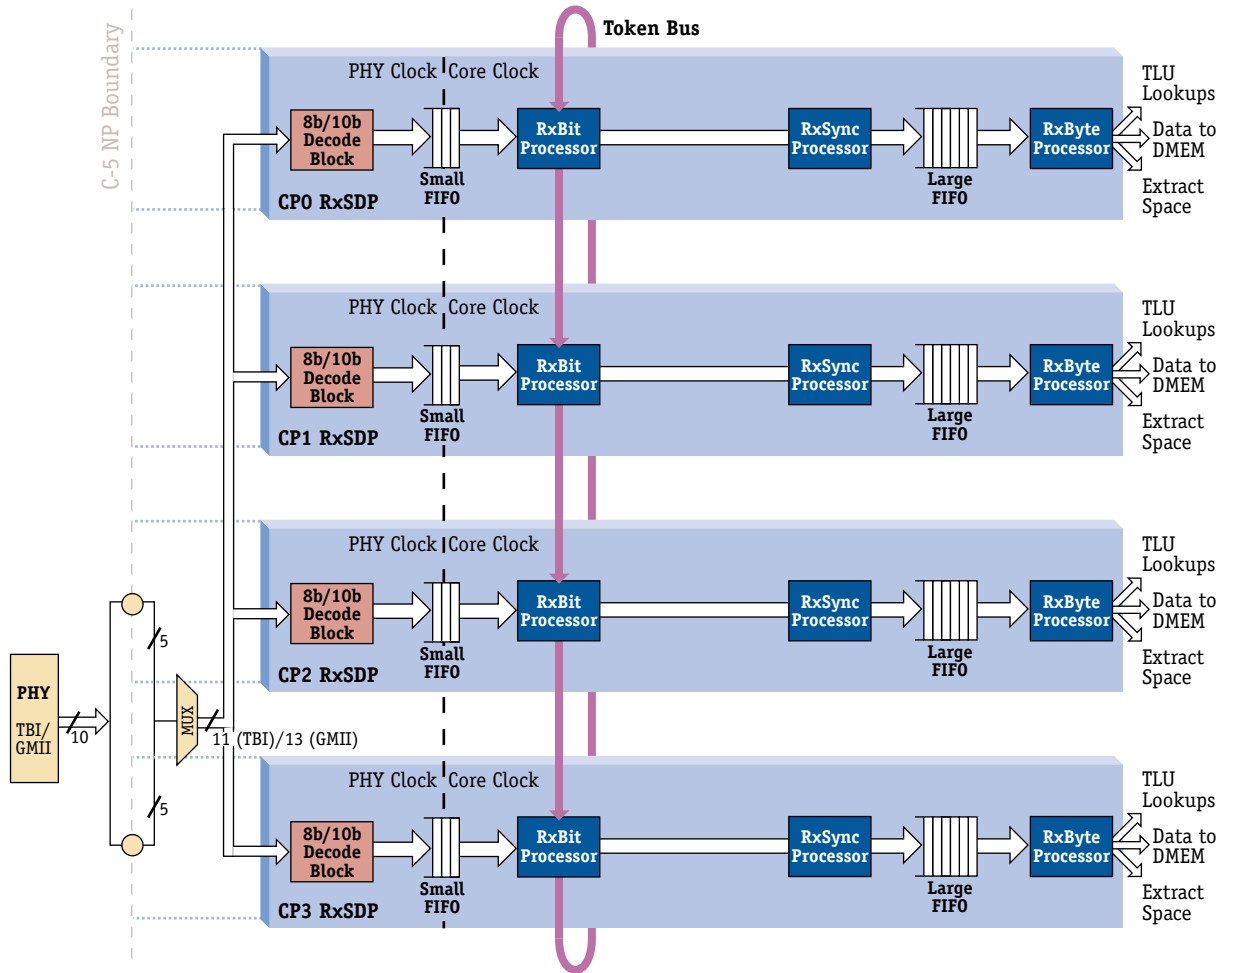 Token Bus
C-5 NP Boundary
PHY Clock
Core Clock
8b/10b
Decode
Block
Small
FIFO
RxBit
Processor
RxSync
Processor
Large
FIFO
RxByte
Processor
TLU
Lookups
Data to
DMEM
Extract
Space
CP0 RxSDP
PHY Clock
Core Clock
8b/10b
Decode
Block
Small
FIFO
RxBit
Processor
RxSync
Processor
Large
FIFO
RxByte
Processor
TLU
Lookups
Data to
DMEM
Extract
Space
CP1 RxSDP
PHY Clock
Core Clock
8b/10b
Decode
Block
Small
FIFO
RxBit
Processor
RxSync
Processor
Large
FIFO
RxByte
Processor
TLU
Lookups
Data to
DMEM
Extract
Space
CP2 RxSDP
PHY
TBI/
GMII
10
5
5
MUX
11 (TBI)/13 (GMII)
PHY Clock
Core Clock
8b/10b
Decode
Block
Small
FIFO
RxBit
Processor
RxSync
Processor
Large
FIFO
RxByte
Processor
TLU
Lookups
Data to
DMEM
Extract
Space
CP3 RxSDP